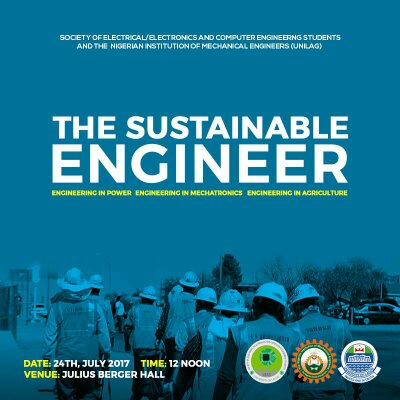 SOCIETY OF ELECTRICAL/ELECTRONICS AND COMPUTER ENGINEERNG STUDENTS
AND THE NIGERIAN INSTITUTION OF MECHANICAL ENGINEERS (UNILAG)
THE SUSTAINABLE
ENGINEER
ENGINEERING IN POWER ENGINEERING IN MECHATRONICS ENGINEERING IN AGRICULTURE
DATE: 24TH, JULY 2017 TIME: 12 NOON
VENUE: JULIUS BERGER HALL